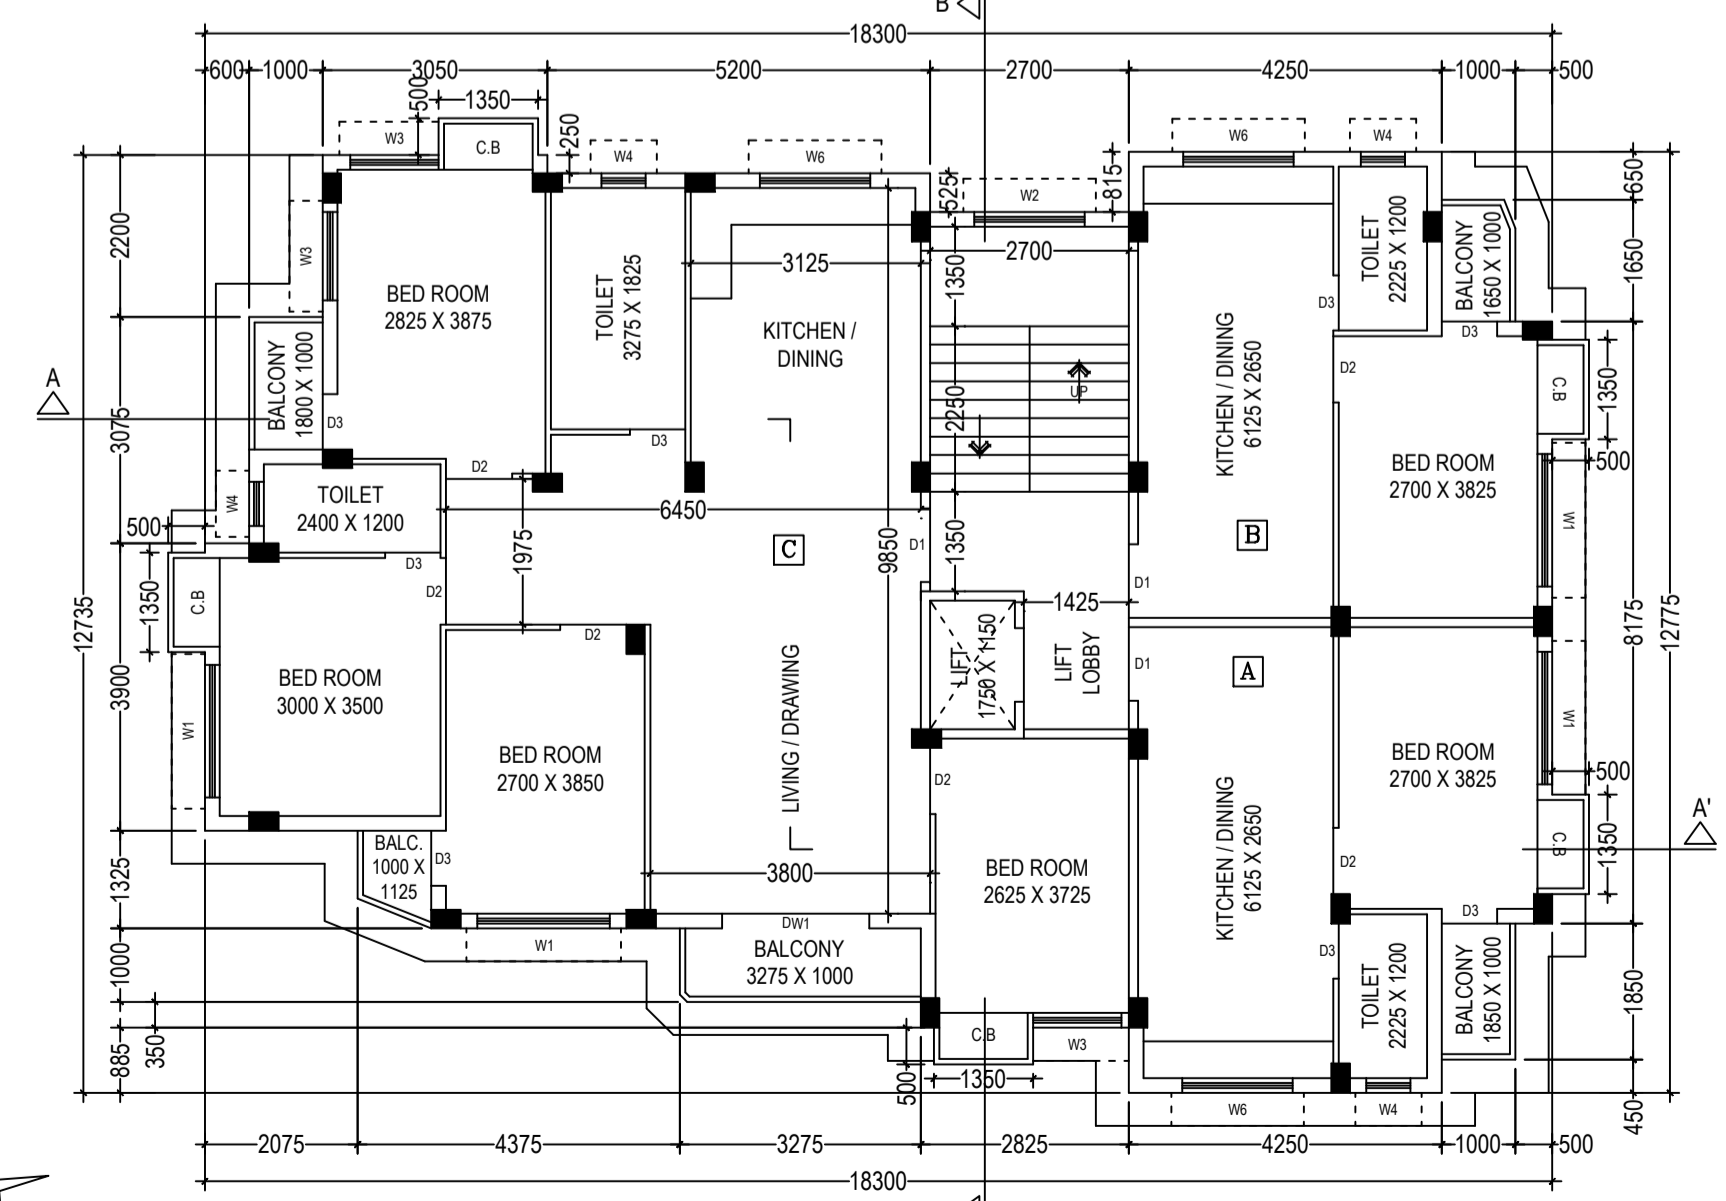 B
18300
600
1000
3050
5200
2700
4250
1000
500
500
1350
250
W3
C.B
W4
W6
W2
525
815
W6
W4
650
2200
W3
BED ROOM
2825 X 3875
TOILET
3275 X 1825
3125
KITCHEN /
DINING
1350
2700
TOILET
2225 X 1200
BALCONY
1650 X 1000
1650
D3
D3
A
BALCONY
1800 X 1000
D3
3075
2250
UP
KITCHEN / DINING
6125 X 2650
D2
C.B
1350
D3
D2
BED ROOM
2700 X 3825
500
W4
TOILET
2400 X 1200
6450
500
1975
C
9850
D1
1350
B
W1
D3
D2
D1
12735
1350
C.B
1425
8175
12775
D2
LIFT
1750 X 1150
LIFT
LOBBY
D1
A
3900
BED ROOM
3000 X 3500
W1
LIVING / DRAWING
W1
BED ROOM
2700 X 3850
D2
BED ROOM
2700 X 3825
500
A'
BALC.
1000 X
1125
D3
1325
3800
BED ROOM
2625 X 3725
KITCHEN / DINING
6125 X 2650
D2
C.B
1350
D3
DW1
W1
BALCONY
3275 X 1000
D3
1000
TOILET
2225 X 1200
BALCONY
1850 X 1000
1850
350
885
C.B
W3
500
1350
W6
W4
450
2075
4375
3275
2825
4250
1000
500
18300